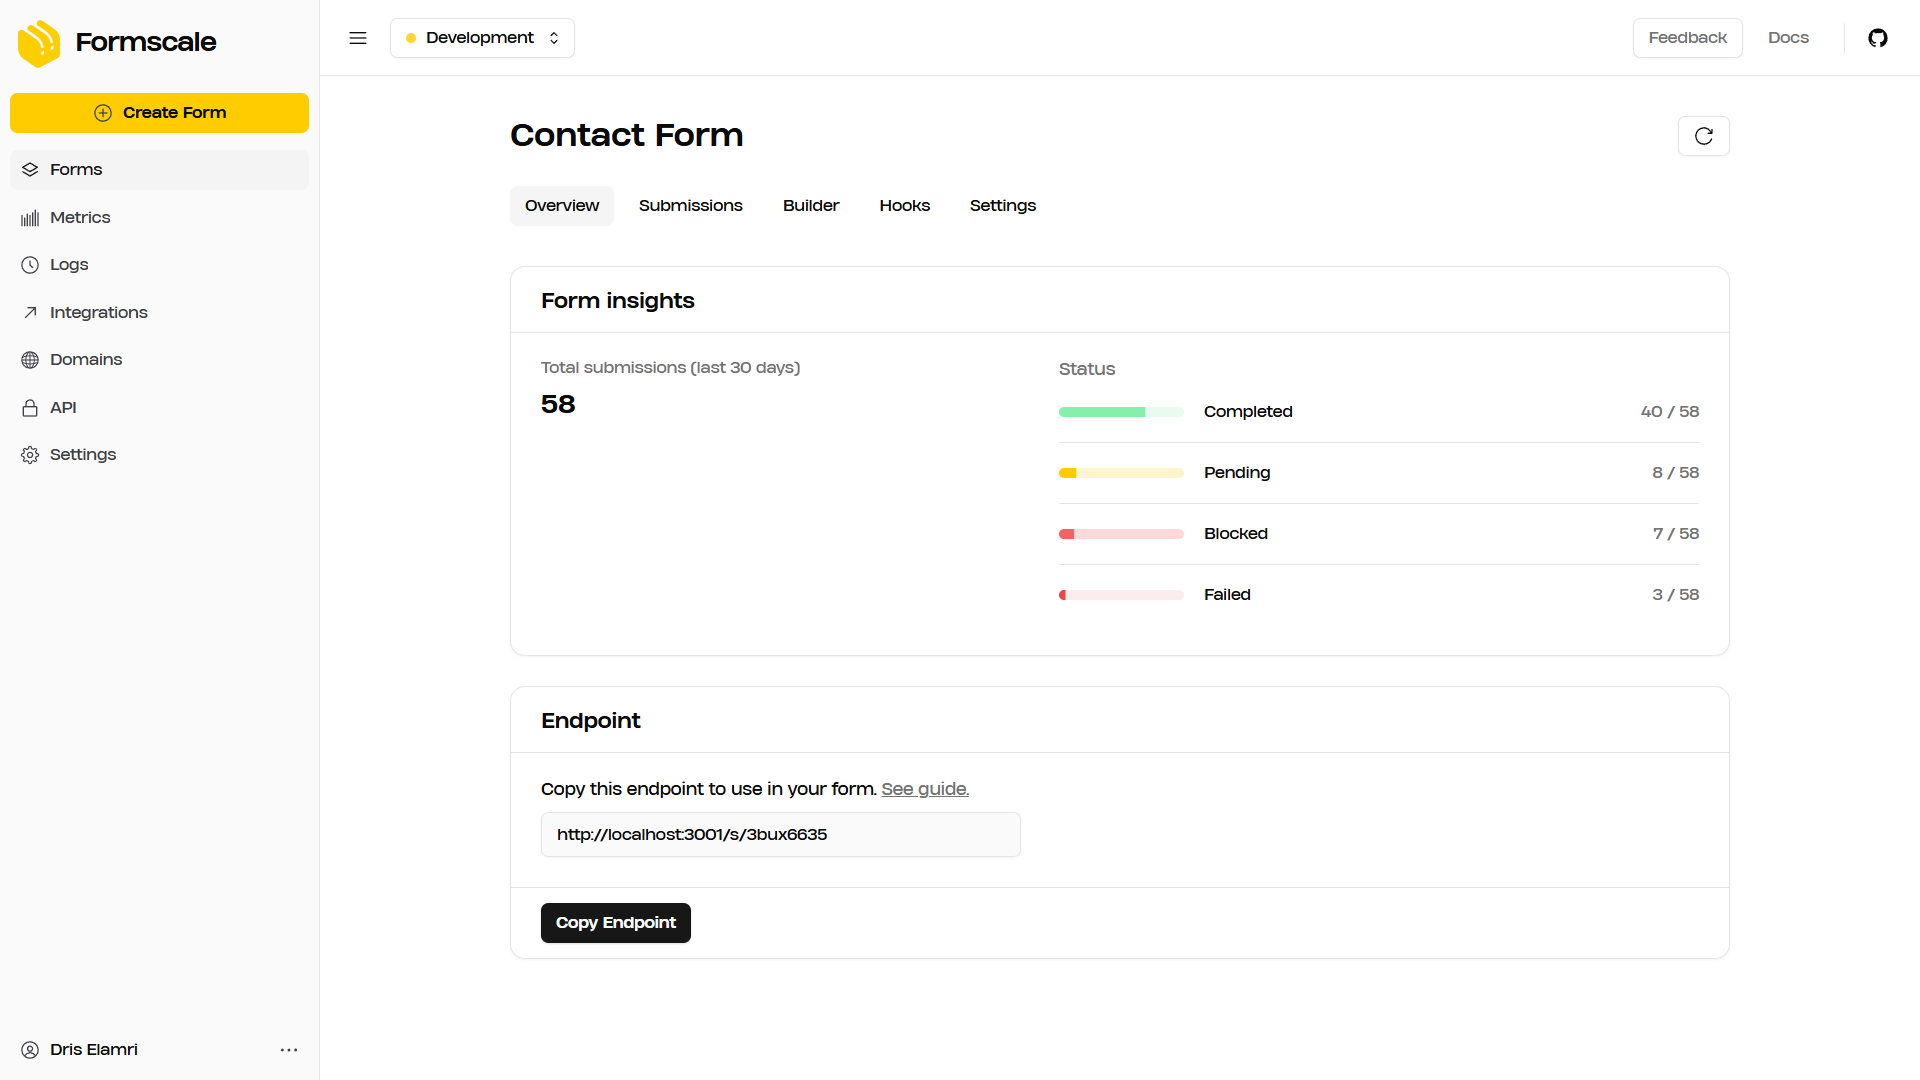 Formscale
Create Form
Forms
Metrics
Logs
Integrations
Domains
API
Settings
Dris Elamri
Development
Feedback
Docs
Contact Form
Overview
Submissions
Builder
Hooks
Settings
Form insights
Total submissions (last 30 days)
58
Status
Completed 40 / 58
Pending 8 / 58
Blocked 7 / 58
Failed 3 / 58
Endpoint
Copy this endpoint to use in your form. See guide.
http://localhost:3001/s/3bux6635
Copy Endpoint